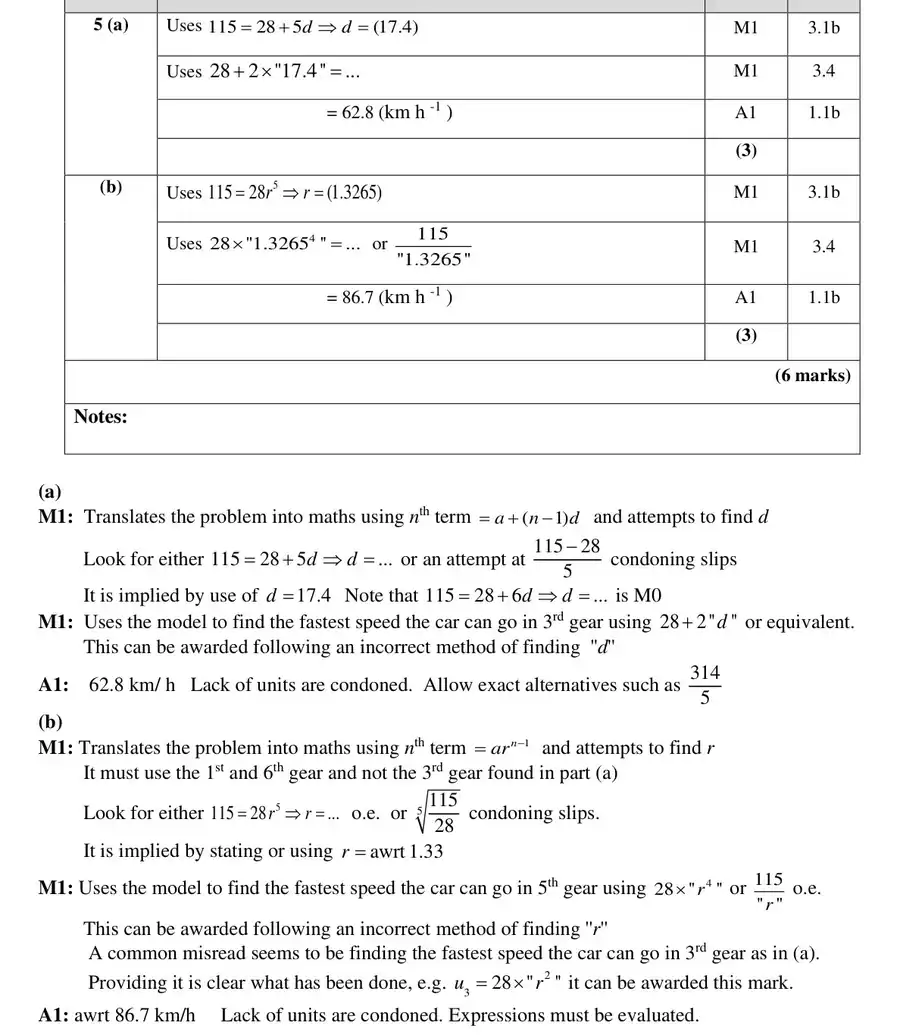 5 (a) Uses 115 = 28 + 5d ⇒ d = (17.4) M1 3.1b
Uses 28 + 2 × "17.4" = ... M1 3.4
= 62.8 (km h ⁻¹ ) A1 1.1b
(3)
(b) Uses 115 = 28r⁵ ⇒ r = (1.3265) M1 3.1b
Uses 28 × "1.3265⁴ " = ... or 115/"1.3265" M1 3.4
= 86.7 (km h ⁻¹ ) A1 1.1b
(3)
(6 marks)
Notes:
(a)
M1: Translates the problem into maths using nᵗʰ term = a + (n − 1)d and attempts to find d
Look for either 115 = 28 + 5d ⇒ d = ... or an attempt at (115 − 28)/5 condoning slips
It is implied by use of d = 17.4 Note that 115 = 28 + 6d ⇒ d = ... is M0
M1: Uses the model to find the fastest speed the car can go in 3ʳᵈ gear using 28 + 2"d" or equivalent.
This can be awarded following an incorrect method of finding "d"
A1: 62.8 km/ h Lack of units are condoned. Allow exact alternatives such as 314/5
(b)
M1: Translates the problem into maths using nᵗʰ term = arⁿ⁻¹ and attempts to find r
It must use the 1ˢᵗ and 6ᵗʰ gear and not the 3ʳᵈ gear found in part (a)
Look for either 115 = 28r⁵ ⇒ r = ... o.e. or ⁵√(115/28) condoning slips.
It is implied by stating or using r = awrt 1.33
M1: Uses the model to find the fastest speed the car can go in 5ᵗʰ gear using 28 × "r⁴ " or 115/"r" o.e.
This can be awarded following an incorrect method of finding "r"
A common misread seems to be finding the fastest speed the car can go in 3ʳᵈ gear as in (a).
Providing it is clear what has been done, e.g. u₃ = 28 × "r² " it can be awarded this mark.
A1: awrt 86.7 km/h Lack of units are condoned. Expressions must be evaluated.